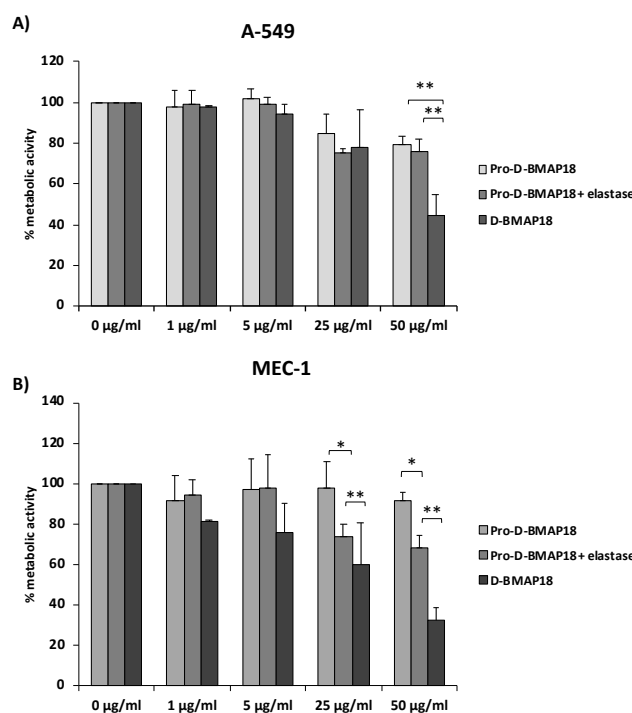 A)
A-549
120
100
80
60
40
20
0
% metabolic acivity
**
**
Pro-D-BMAP18
Pro-D-BMAP18+ elastase
D-BMAP18
0 µg/ml 1 µg/ml 5 µg/ml 25 µg/ml 50 µg/ml
MEC-1
B)
140
120
100
80
60
40
20
0
% metabolic activity
*
**
*
**
Pro-D-BMAP18
Pro-D-BMAP18+ elastase
D-BMAP18
0 µg/ml 1 µg/ml 5 µg/ml 25 µg/ml 50 µg/ml